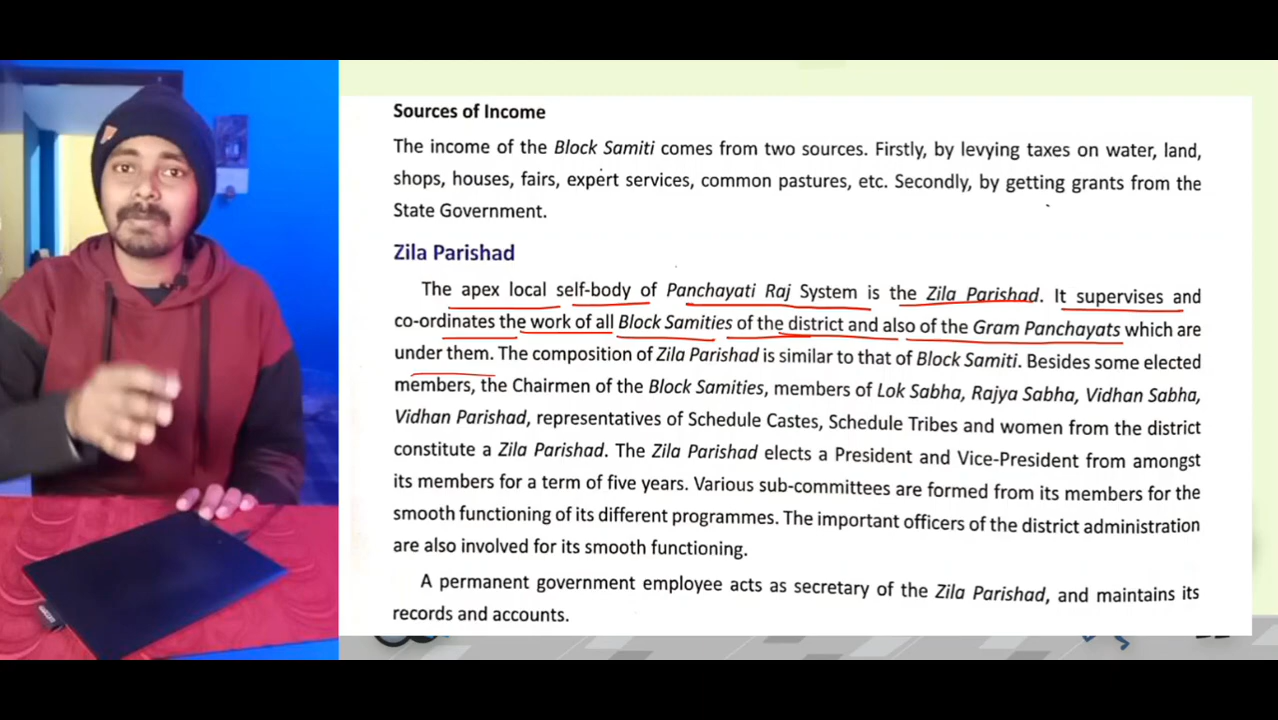 Sources of Income
The income of the Block Samiti comes from two sources. Firstly, by levying taxes on water, land,
shops, houses, fairs, expert services, common pastures, etc. Secondly, by getting grants from the
State Government.
Zila Parishad
The apex local self-body of Panchayati Raj System is the Zila Parishad. It supervises and
co-ordinates the work of all Block Samities of the district and also of the Gram Panchayats which are
under them. The composition of Zila Parishad is similar to that of Block Samiti. Besides some elected
members, the Chairmen of the Block Samities, members of Lok Sabha, Rajya Sabha, Vidhan Sabha,
Vidhan Parishad, representatives of Schedule Castes, Schedule Tribes and women from the district
constitute a Zila Parishad. The Zila Parishad elects a President and Vice-President from amongst
its members for a term of five years. Various sub-committees are formed from its members for the
smooth functioning of its different programmes. The important officers of the district administration
are also involved for its smooth functioning.
A permanent government employee acts as secretary of the Zila Parishad, and maintains its
records and accounts.